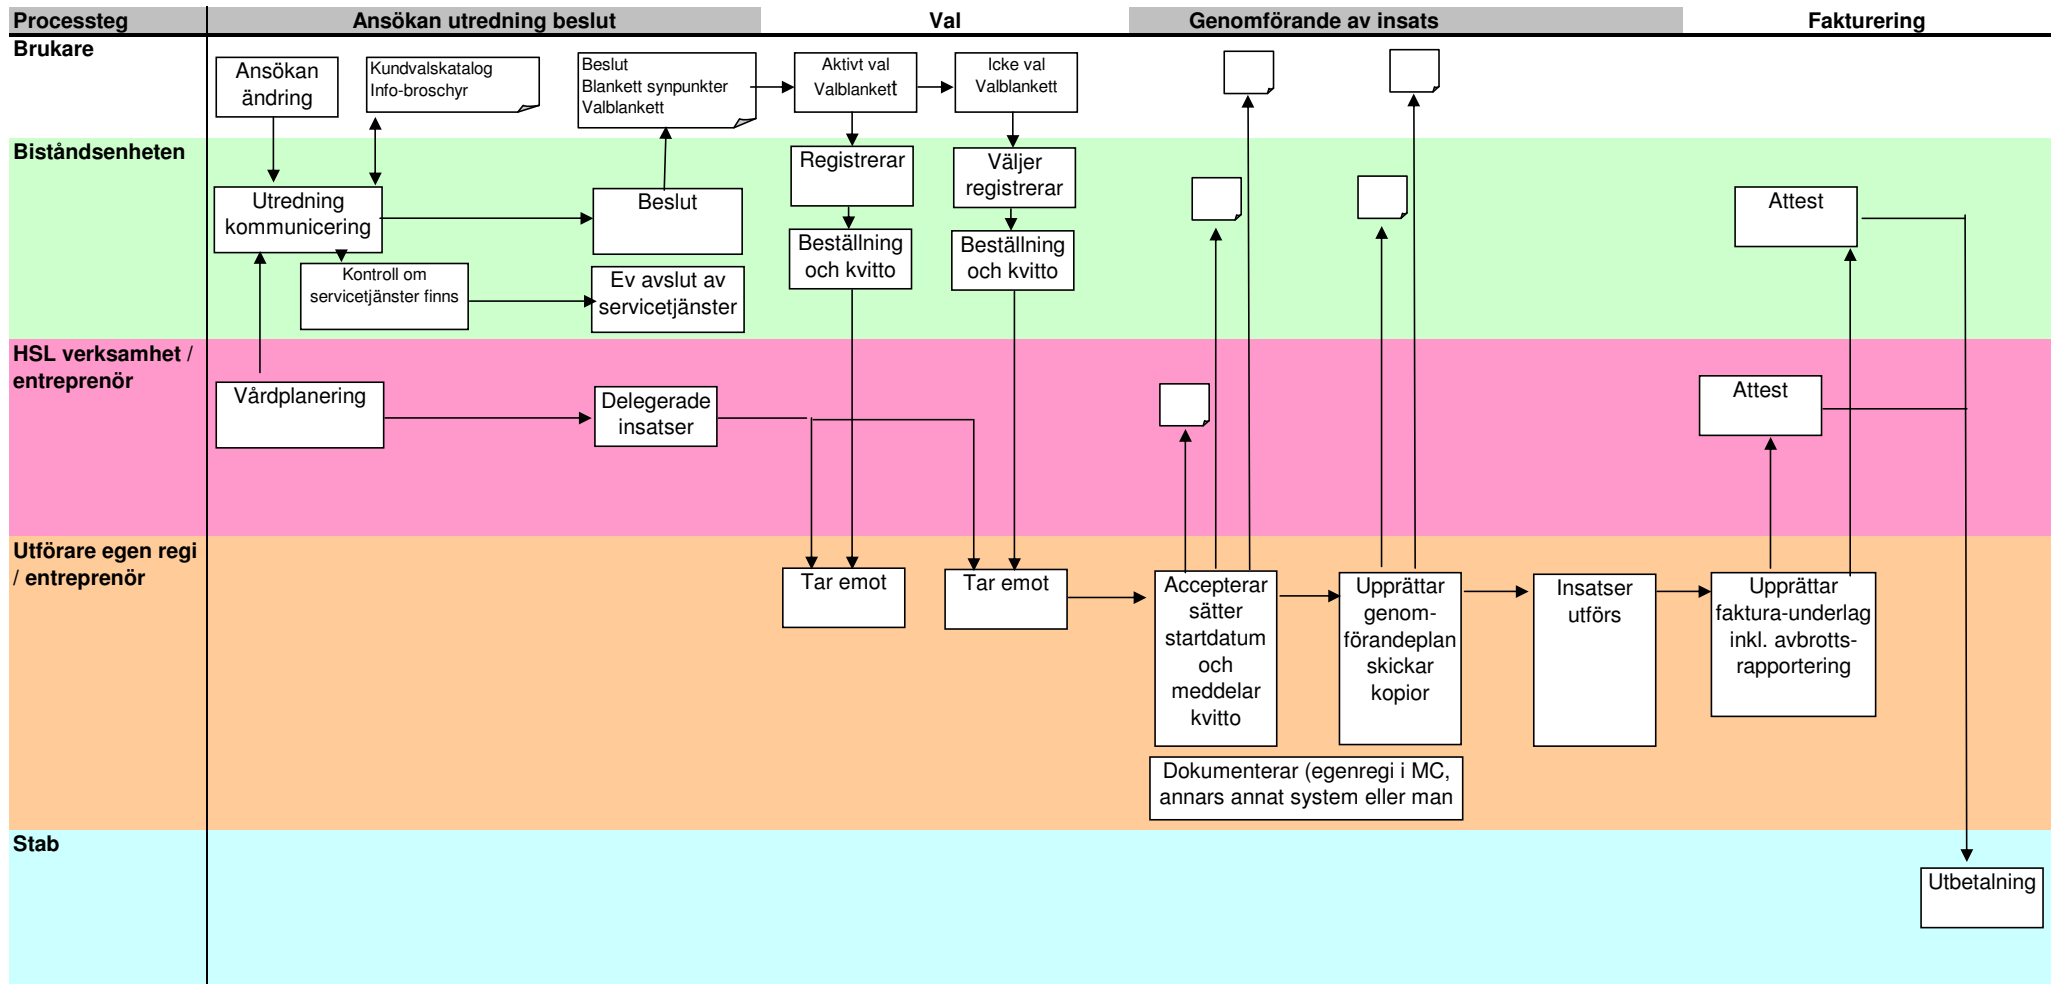 Processteg
Ansökan utredning beslut
Val
Genomförande av insats
Fakturering
Brukare
Ansökan
ändring
Kundvalskatalog
Info-broschyr
Beslut
Blankett synpunkter
Valblankett
Aktivt val
Valblankett
Icke val
Valblankett
Biståndsenheten
Utredning
kommunicering
Kontroll om
servicetjänster finns
Beslut
Ev avslut av
servicetjänster
Registrerar
Beställning
och kvitto
Väljer
registrerar
Beställning
och kvitto
Attest
HSL verksamhet /
entreprenör
Vårdplanering
Delegerade
insatser
Attest
Utförare egen regi
/ entreprenör
Tar emot
Tar emot
Accepterar
sätter
startdatum
och
meddelar
kvitto
Upprättar
genom-
förandeplan
skickar
kopior
Insatser
utförs
Upprättar
faktura-underlag
inkl. avbrotts-
rapportering
Dokumenterar (egenregi i MC,
annars annat system eller man
Stab
Utbetalning